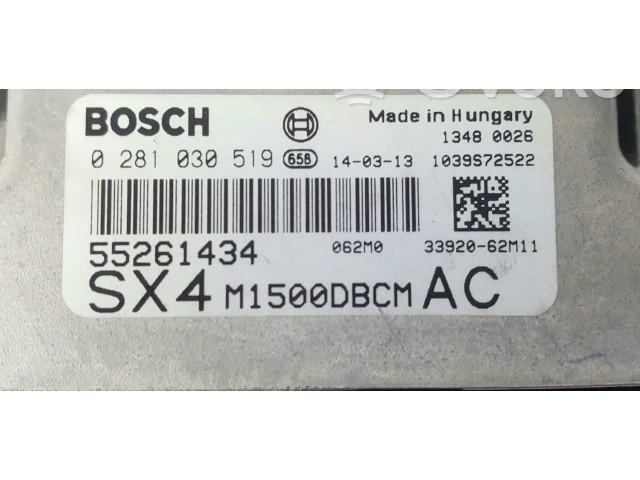 BOSCH Made in Hungary
1348 0026
0 281 030 519 658 14-03-13 1039S72522
55261434 062M0 33920-62M11
SX4 M1500DBCM AC